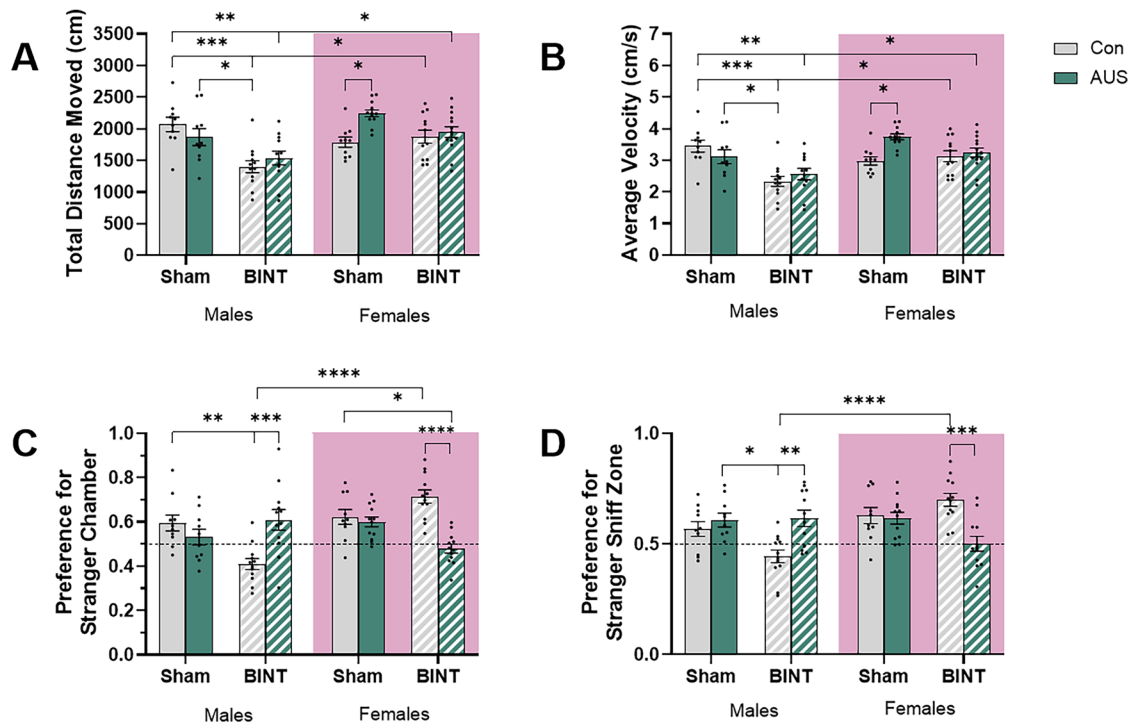 A
Total Distance Moved (cm)
3500
3000
2500
2000
1500
1000
500
0
**
*
***
*
*
*
Sham
BINT
Sham
BINT
Males
Females
B
Average Velocity (cm/s)
7
6
5
4
3
2
1
0
**
*
***
*
*
*
Sham
BINT
Sham
BINT
Males
Females
Con
AUS
C
Preference for
Stranger Chamber
1.0
0.8
0.6
0.4
0.2
0.0
****
**
***
*
****
Sham
BINT
Sham
BINT
Males
Females
D
Preference for
Stranger Sniff Zone
1.0
0.5
0.0
****
*
**
***
Sham
BINT
Sham
BINT
Males
Females